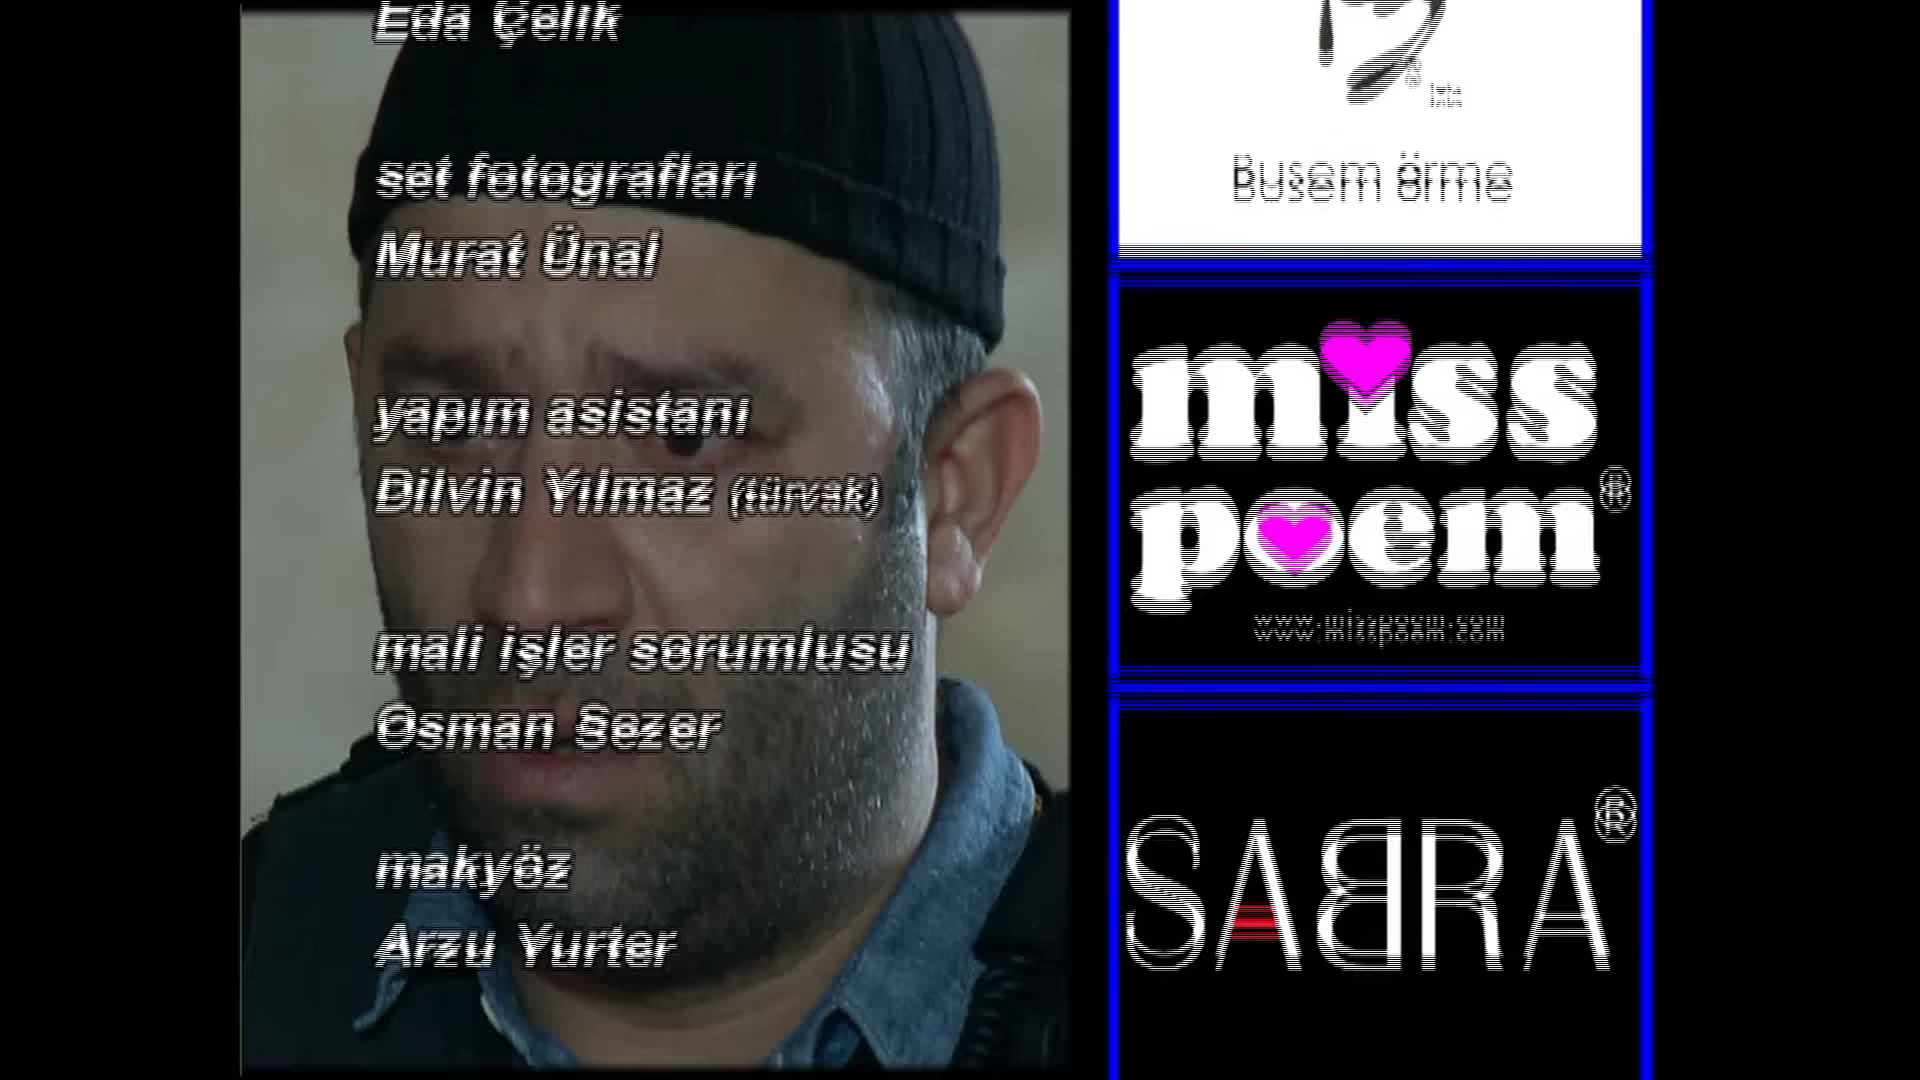 Eda Çelik
set fotografları
Murat Ünal
yapım asistanı
Dilvin Yılmaz (türvak)
mali işler sorumlusu
Osman Sezer
makyöz
Arzu Yurter
Busem örme
miss
poem®
www.misspoem.com
SABRA®